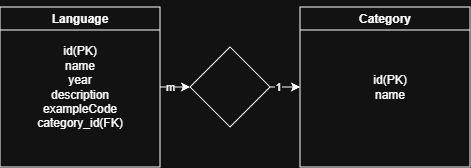 Language
id(PK)
name
year
description
exampleCode
category_id(FK)
m
1
Category
id(PK)
name